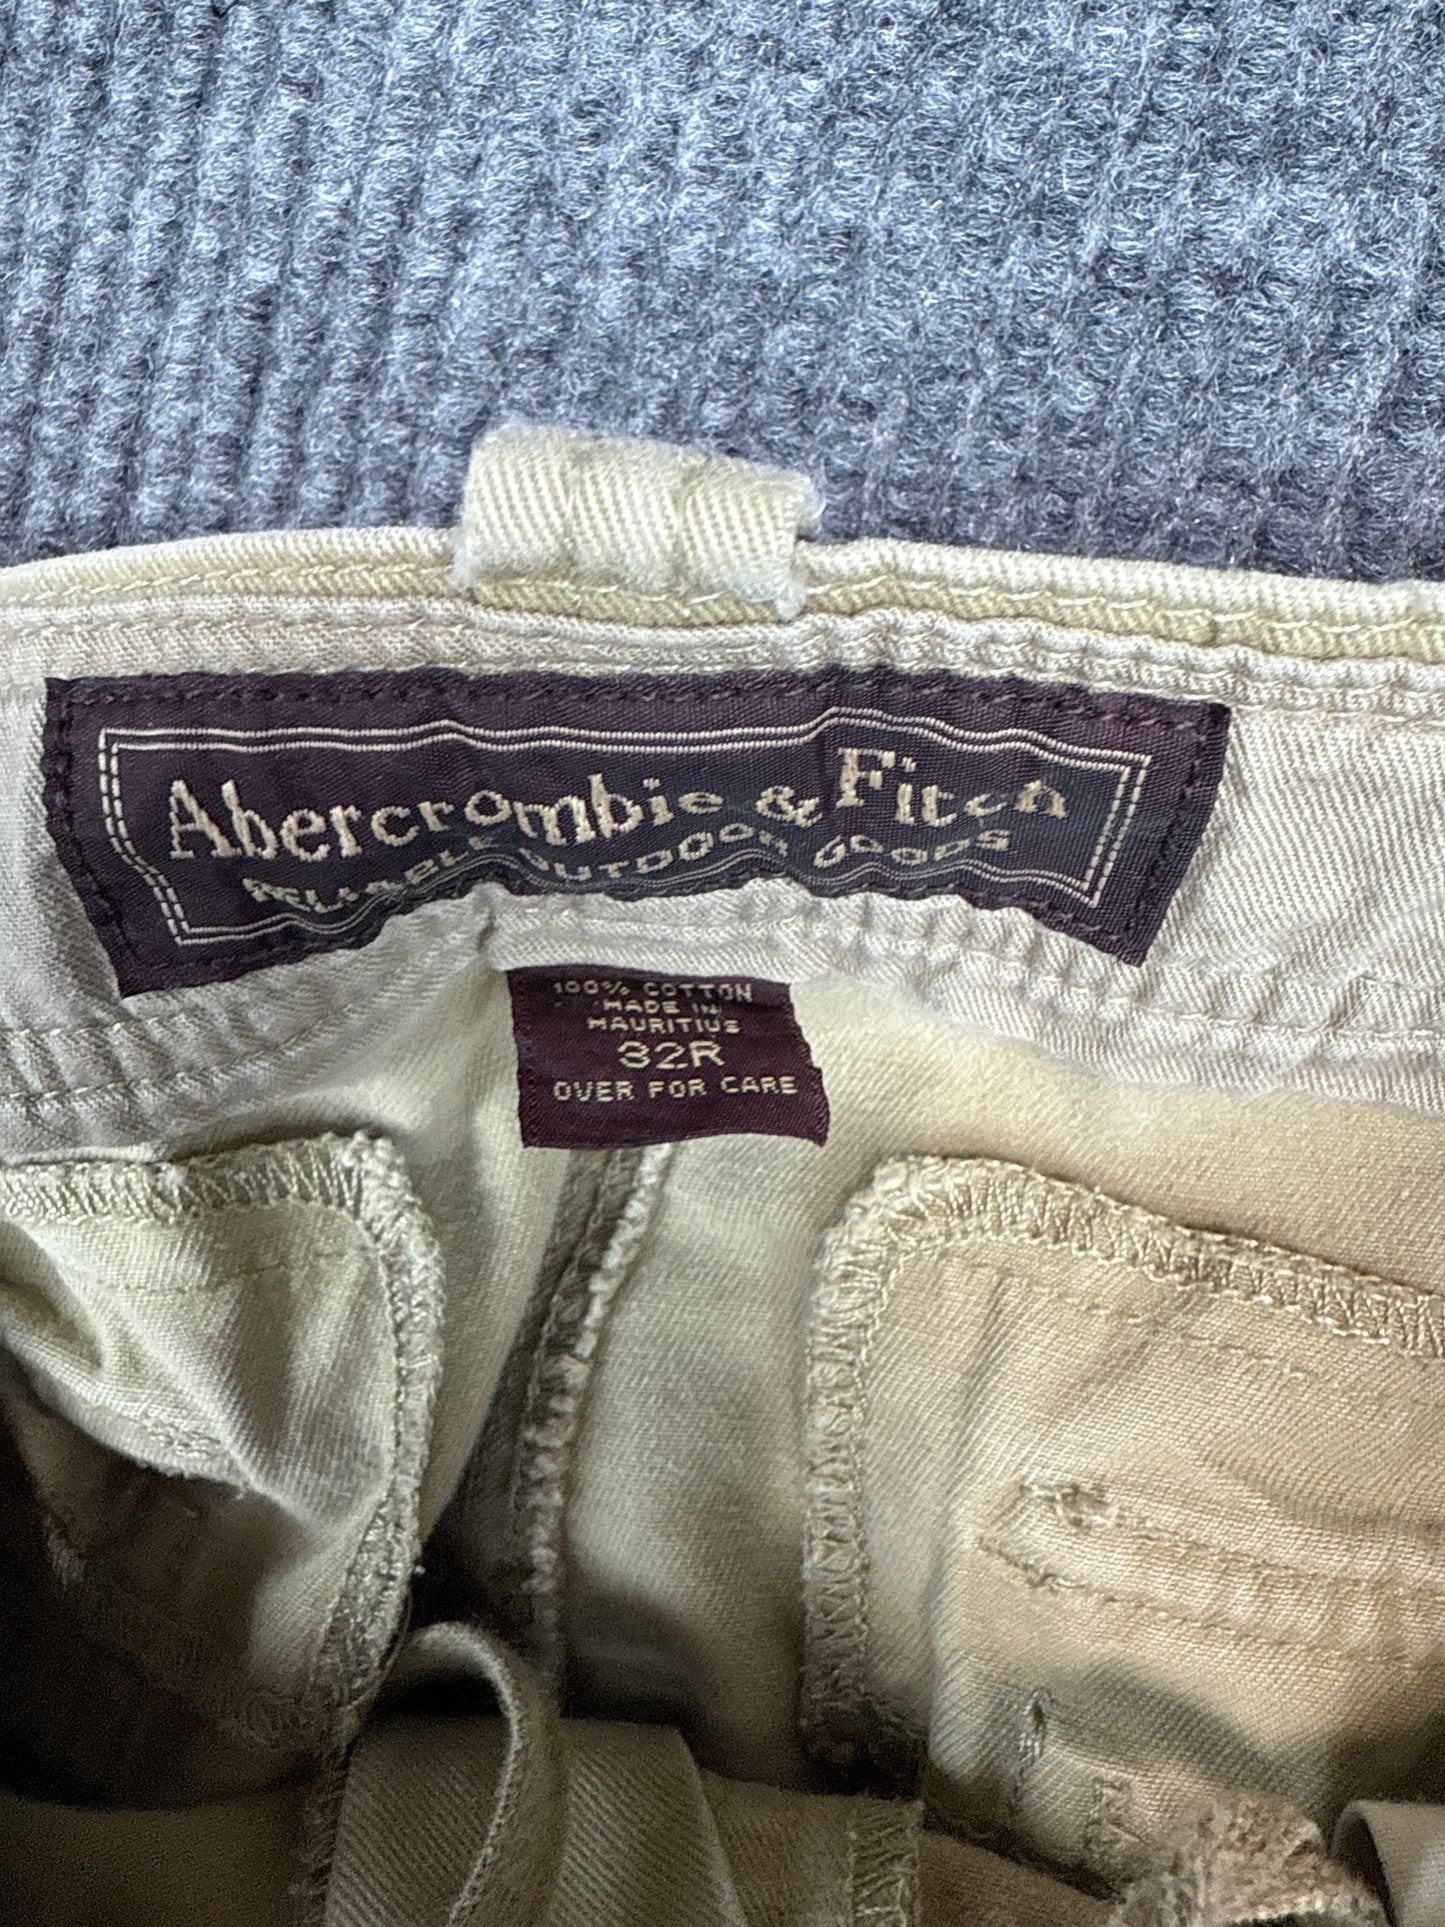 Abercrombie & Fitch
RELIABLE OUTDOOR GOODS
100% COTTON
MADE IN
MAURITIUS
32R
OVER FOR CARE